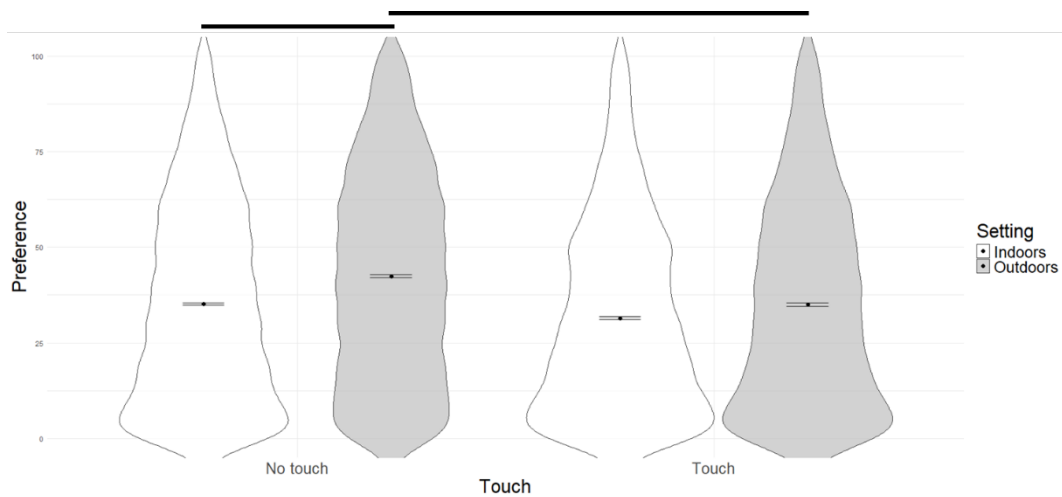 100
75
50
25
0
Preference
No touch
Touch
Touch
Setting
Indoors
Outdoors